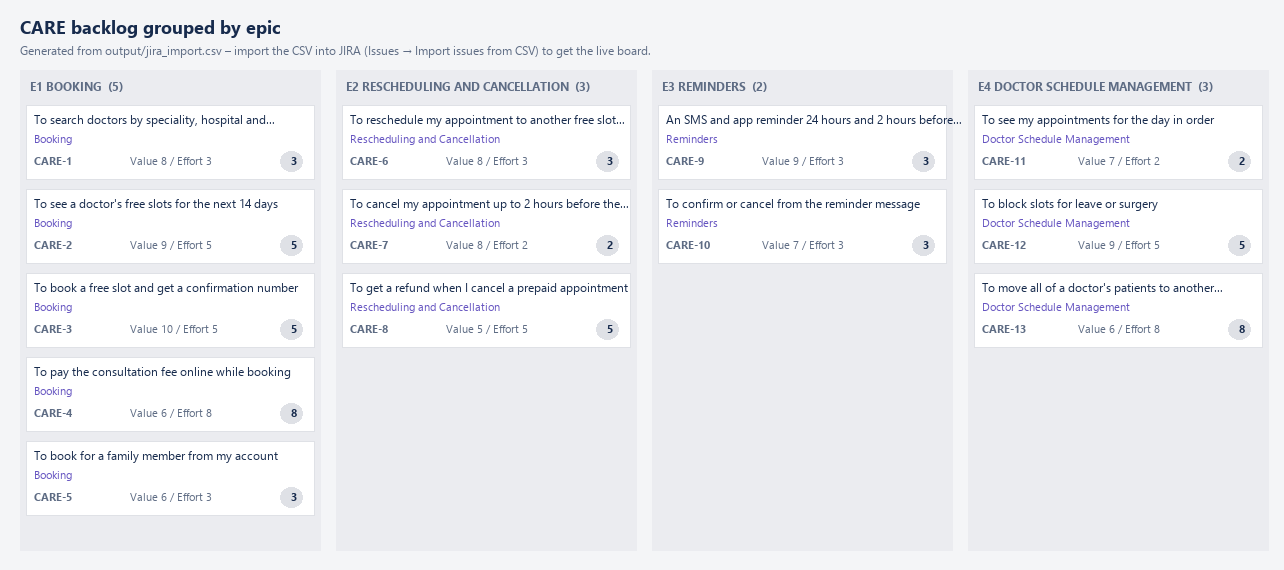 CARE backlog grouped by epic
Generated from output/jira_import.csv – import the CSV into JIRA (Issues → Import issues from CSV) to get the live board.
E1 BOOKING (5)
To search doctors by speciality, hospital and...
Booking
CARE-1 Value 8 / Effort 3 3
To see a doctor's free slots for the next 14 days
Booking
CARE-2 Value 9 / Effort 5 5
To book a free slot and get a confirmation number
Booking
CARE-3 Value 10 / Effort 5 5
To pay the consultation fee online while booking
Booking
CARE-4 Value 6 / Effort 8 8
To book for a family member from my account
Booking
CARE-5 Value 6 / Effort 3 3
E2 RESCHEDULING AND CANCELLATION (3)
To reschedule my appointment to another free slot...
Rescheduling and Cancellation
CARE-6 Value 8 / Effort 3 3
To cancel my appointment up to 2 hours before the...
Rescheduling and Cancellation
CARE-7 Value 8 / Effort 2 2
To get a refund when I cancel a prepaid appointment
Rescheduling and Cancellation
CARE-8 Value 5 / Effort 5 5
E3 REMINDERS (2)
An SMS and app reminder 24 hours and 2 hours before...
Reminders
CARE-9 Value 9 / Effort 3 3
To confirm or cancel from the reminder message
Reminders
CARE-10 Value 7 / Effort 3 3
E4 DOCTOR SCHEDULE MANAGEMENT (3)
To see my appointments for the day in order
Doctor Schedule Management
CARE-11 Value 7 / Effort 2 2
To block slots for leave or surgery
Doctor Schedule Management
CARE-12 Value 9 / Effort 5 5
To move all of a doctor's patients to another...
Doctor Schedule Management
CARE-13 Value 6 / Effort 8 8